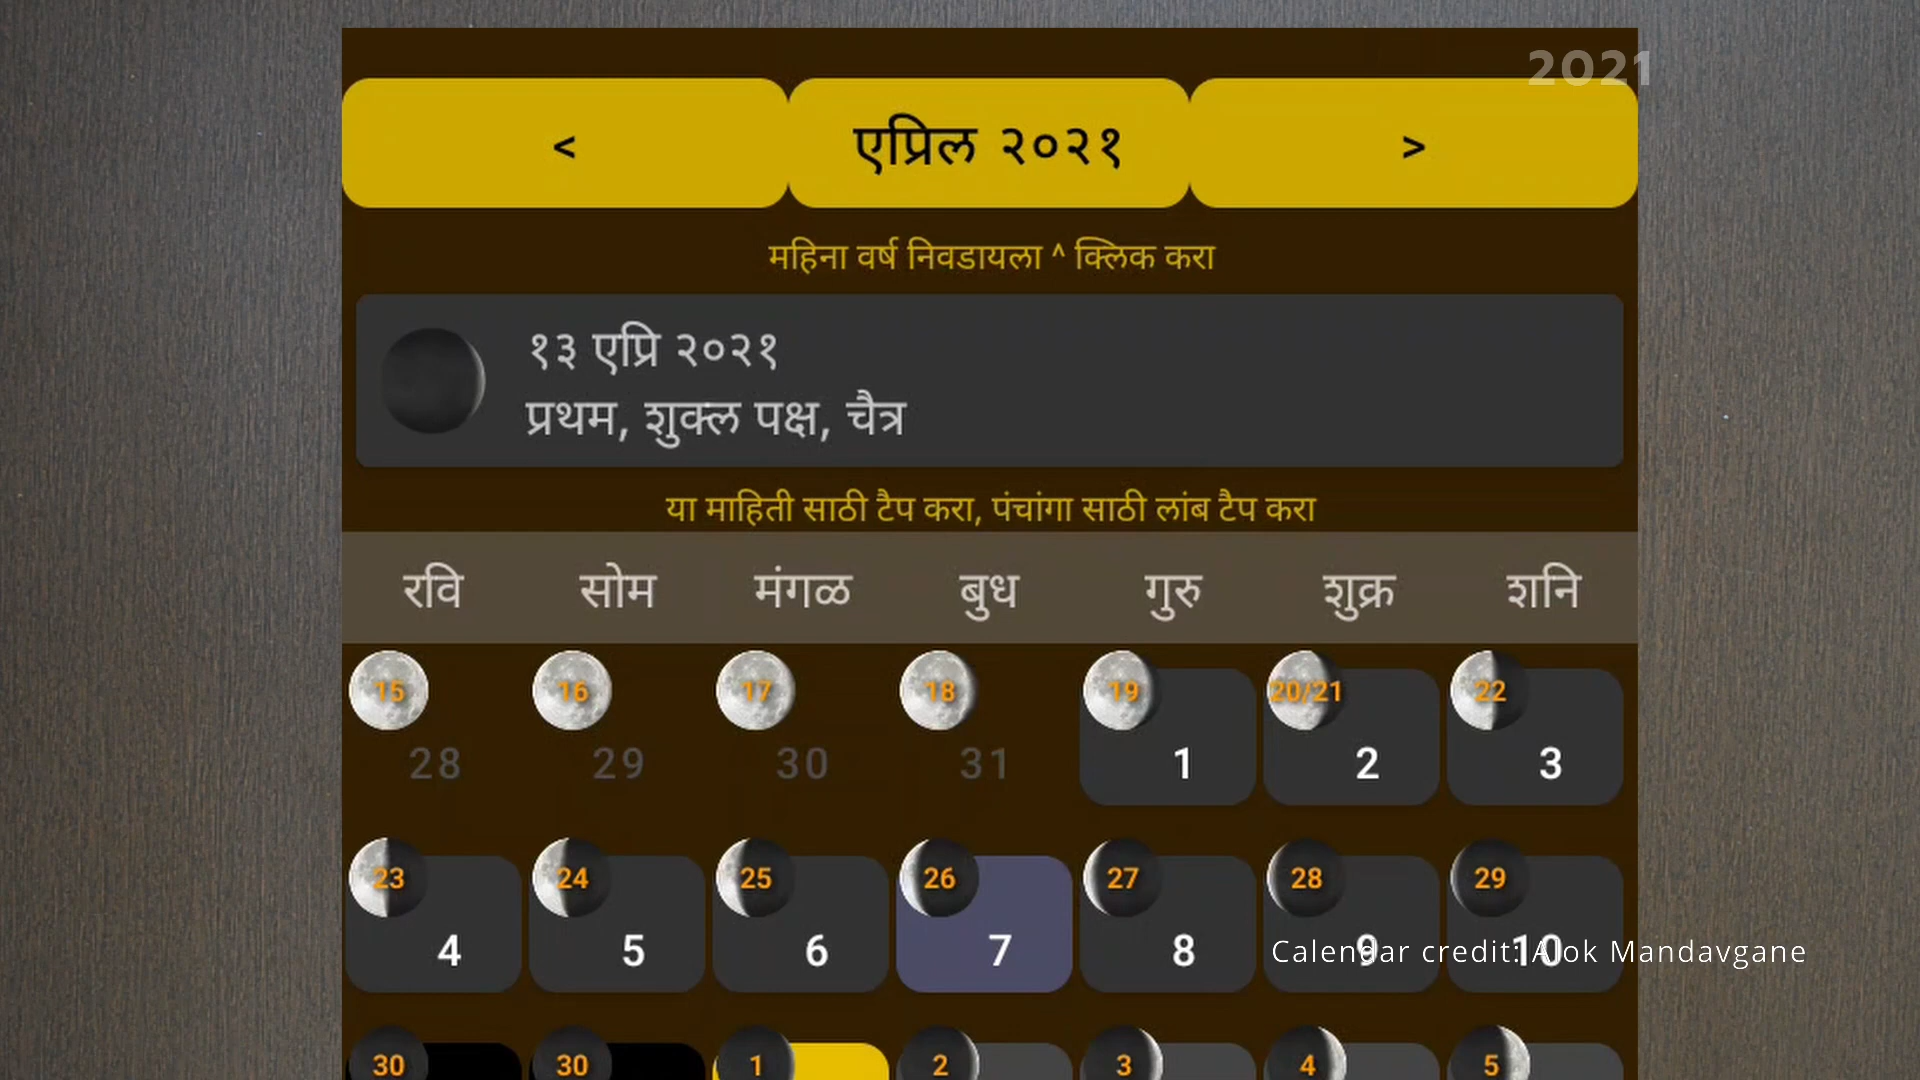 2021
< एप्रिल २०२१ >
महिना वर्ष निवडायला ^ क्लिक करा
१३ एप्रि २०२१
प्रथम, शुक्ल पक्ष, चैत्र
या माहिती साठी टैप करा, पंचांगा साठी लांब टैप करा
रवि सोम मंगळ बुध गुरु शुक्र शनि
15 16 17 18 19 20/21 22
28 29 30 31 1 2 3
23 24 25 26 27 28 29
4 5 6 7 8 9 10
Calendar credit: Alok Mandavgane
30 30 1 2 3 4 5